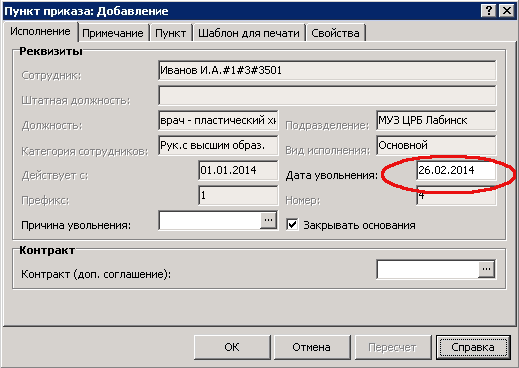 Пункт приказа: Добавление
Исполнение Примечание Пункт Шаблон для печати Свойства
Реквизиты
Сотрудник: Иванов И.А.#1#3#3501
Штатная должность:
Должность: врач - пластический хи Подразделение: МУЗ ЦРБ Лабинск
Категория сотрудников: Рук.с высшим образ. Вид исполнения: Основной
Действует с: 01.01.2014 Дата увольнения: 26.02.2014
Префикс: 1 Номер: 4
Причина увольнения: ... Закрывать основания
Контракт
Контракт (доп. соглашение): ...
OK Отмена Пересчет Справка